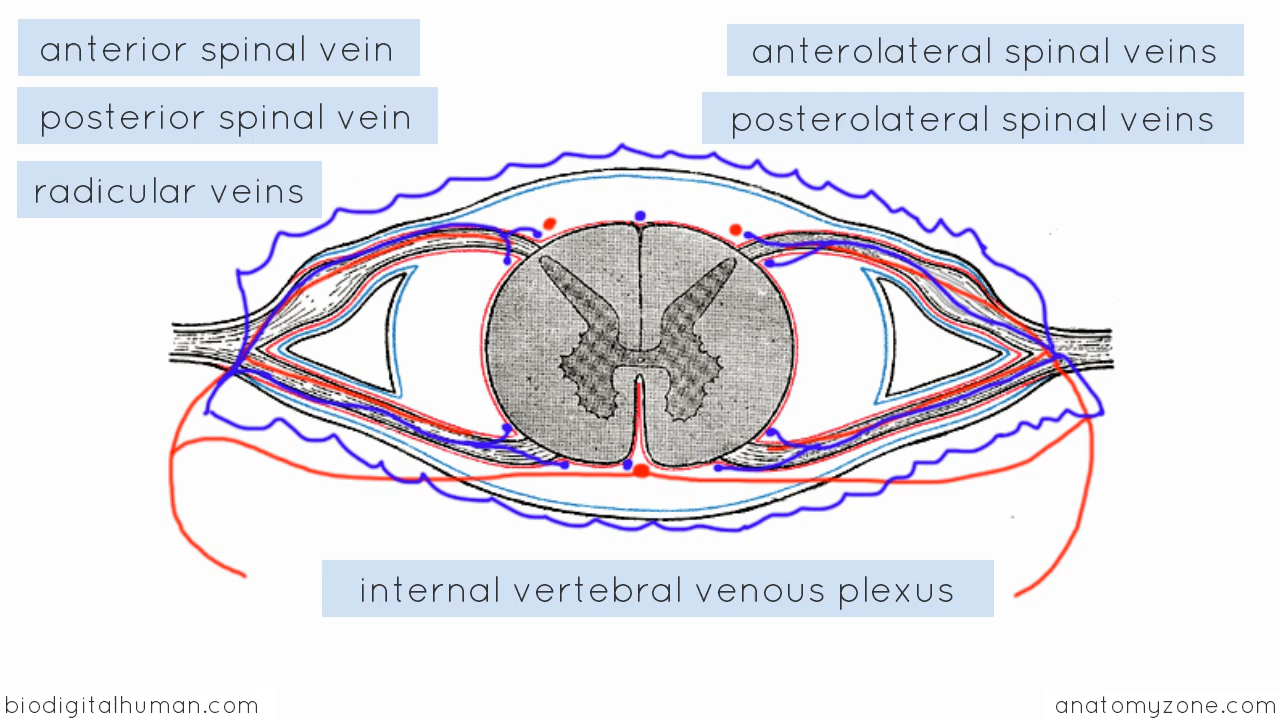 anterior spinal vein
anterolateral spinal veins
posterior spinal vein
posterolateral spinal veins
radicular veins
internal vertebral venous plexus
biodigitalhuman.com
anatomyzone.com